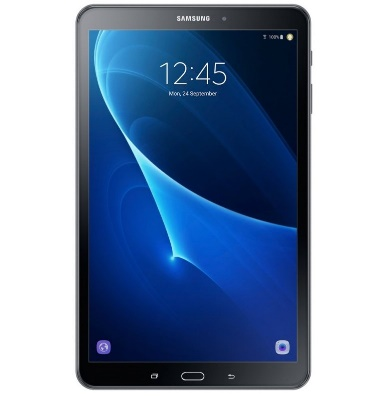 SAMSUNG
100%
12:45
Mon, 24 September